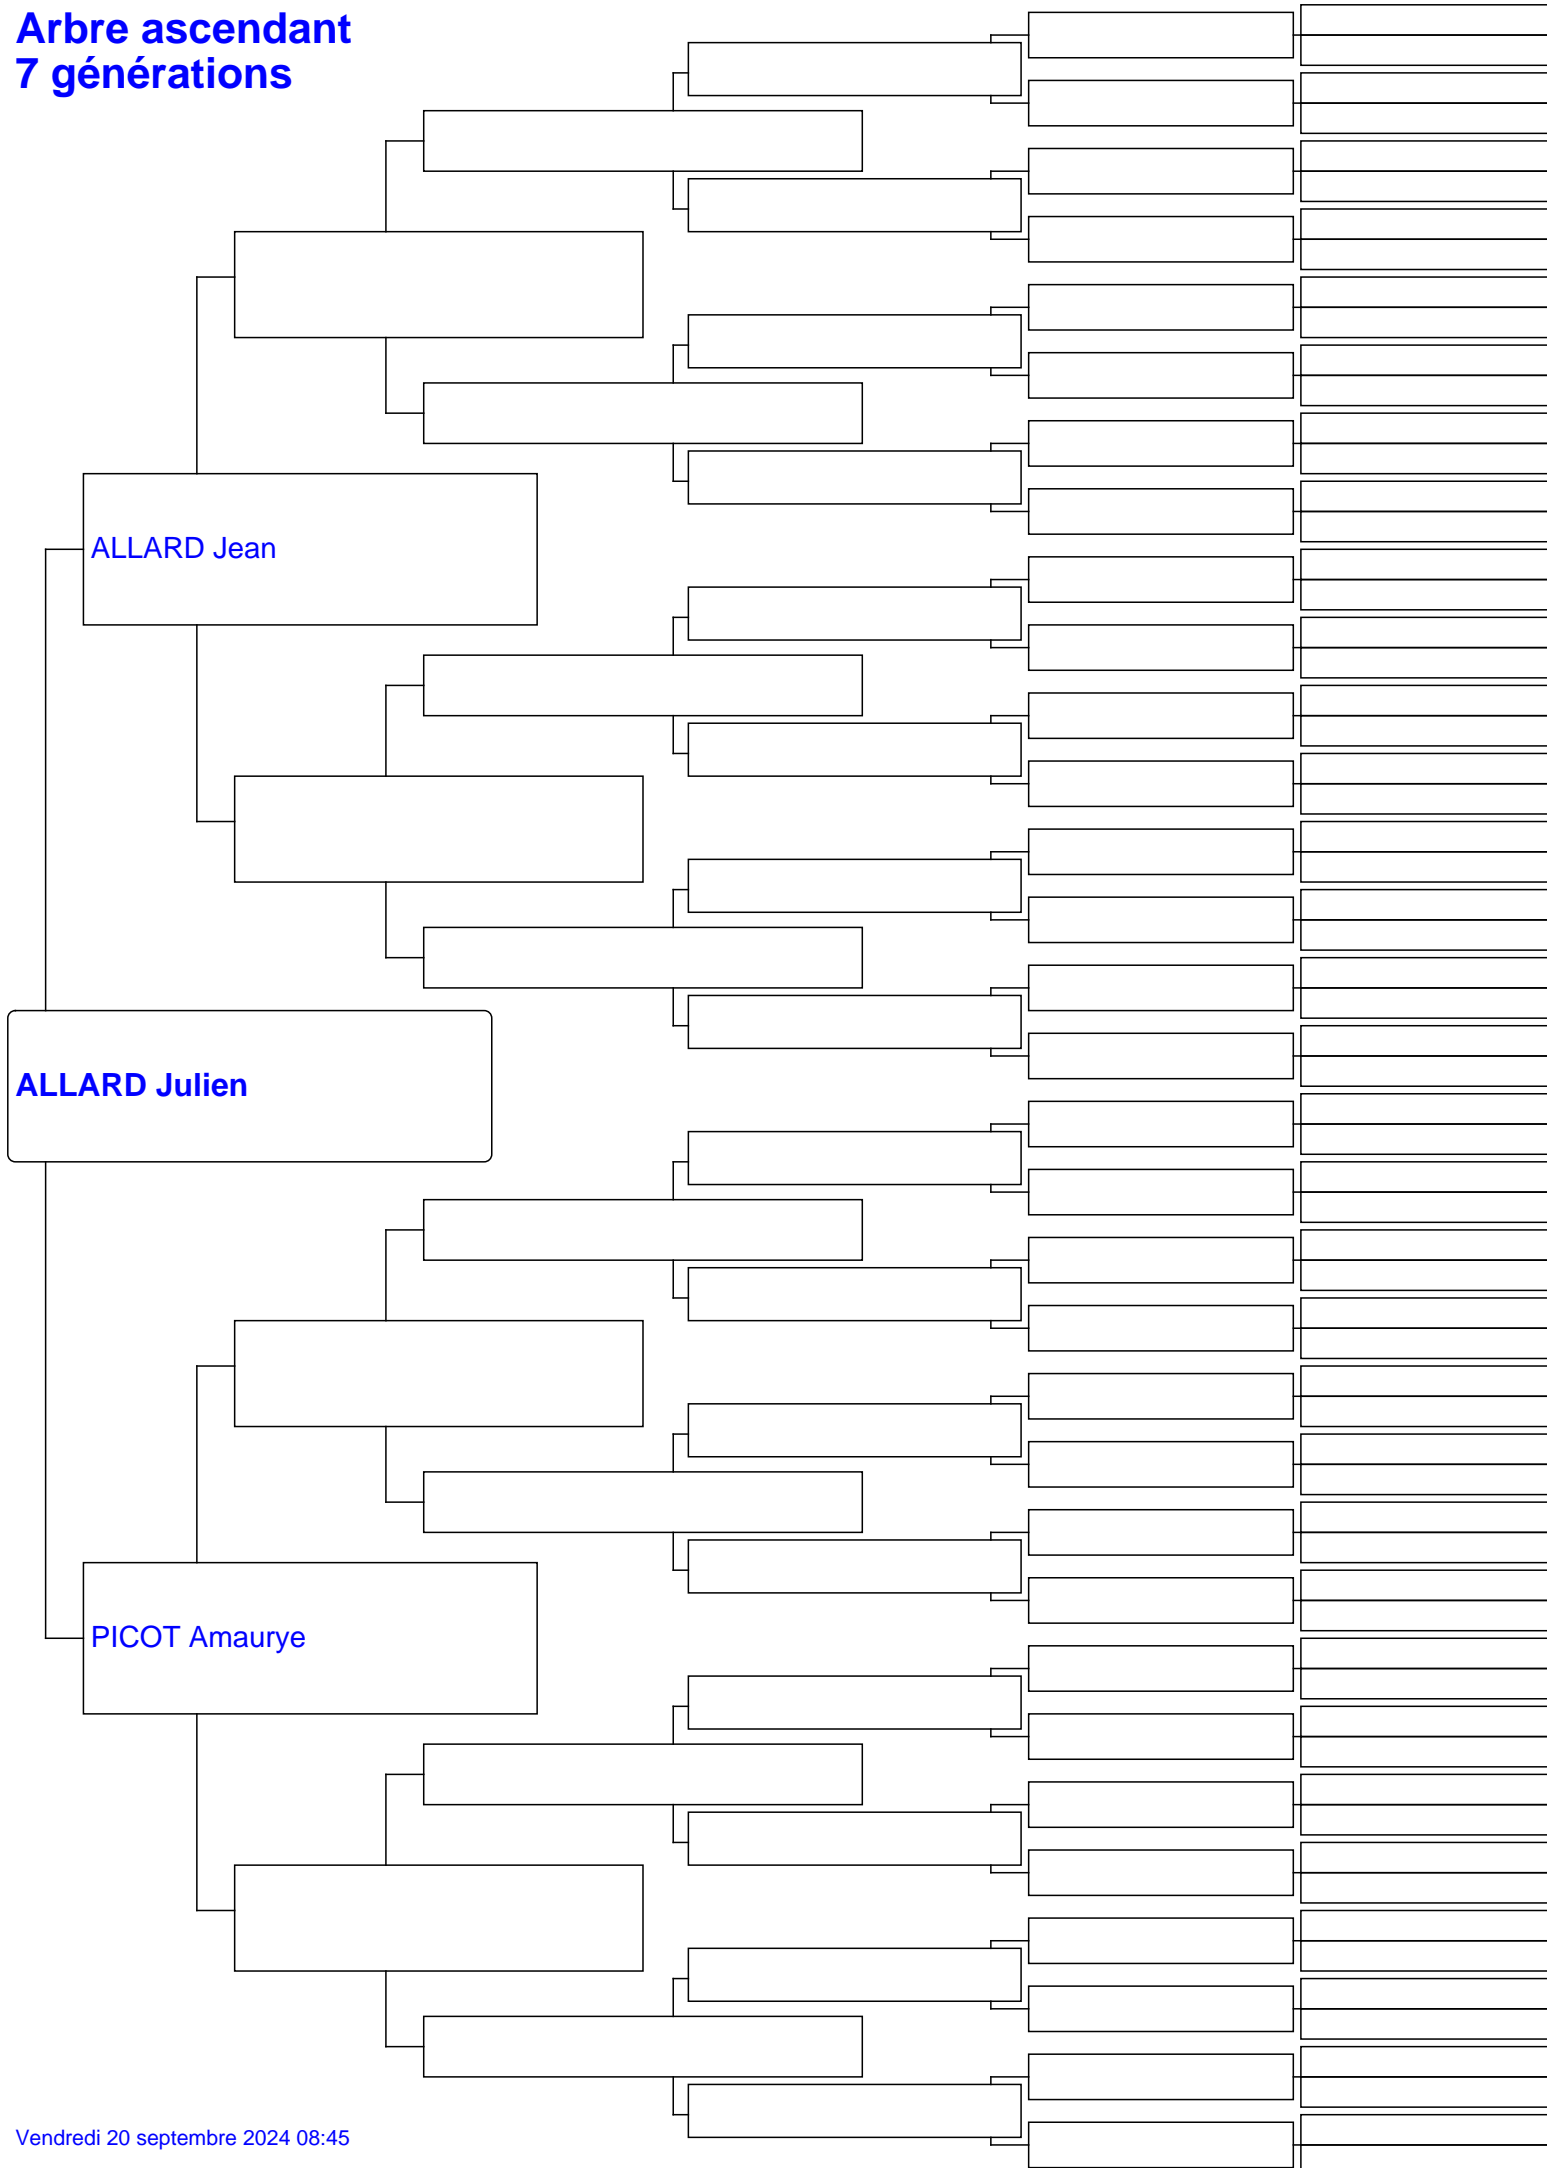 Arbre ascendant
7 générations
ALLARD Jean
ALLARD Julien
PICOT Amaurye
Vendredi 20 septembre 2024 08:45